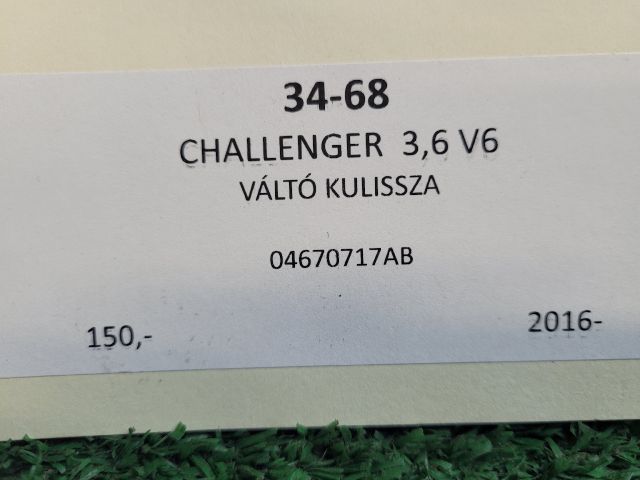 34-68
CHALLENGER 3,6 V6
VÁLTÓ KULISSZA
04670717AB
150,- 2016-